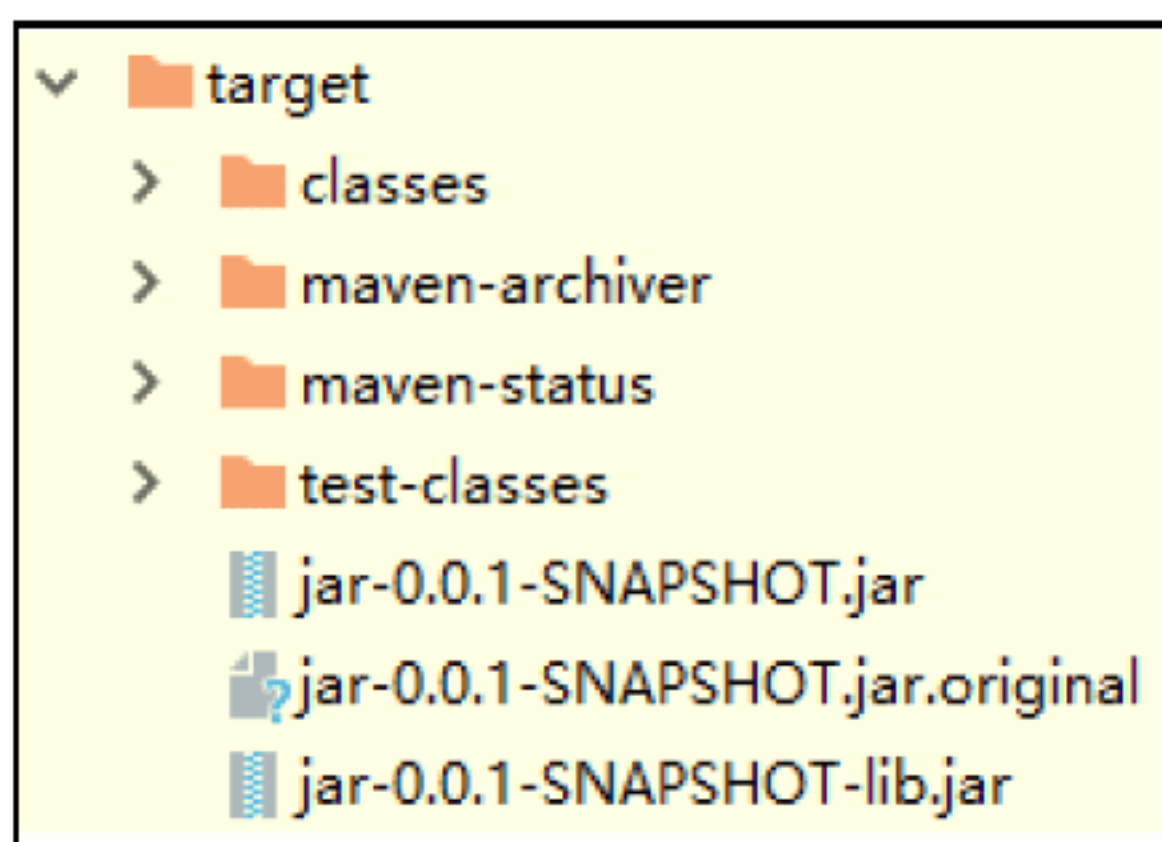 target
classes
maven-archiver
maven-status
test-classes
jar-0.0.1-SNAPSHOT.jar
jar-0.0.1-SNAPSHOT.jar.original
jar-0.0.1-SNAPSHOT-lib.jar